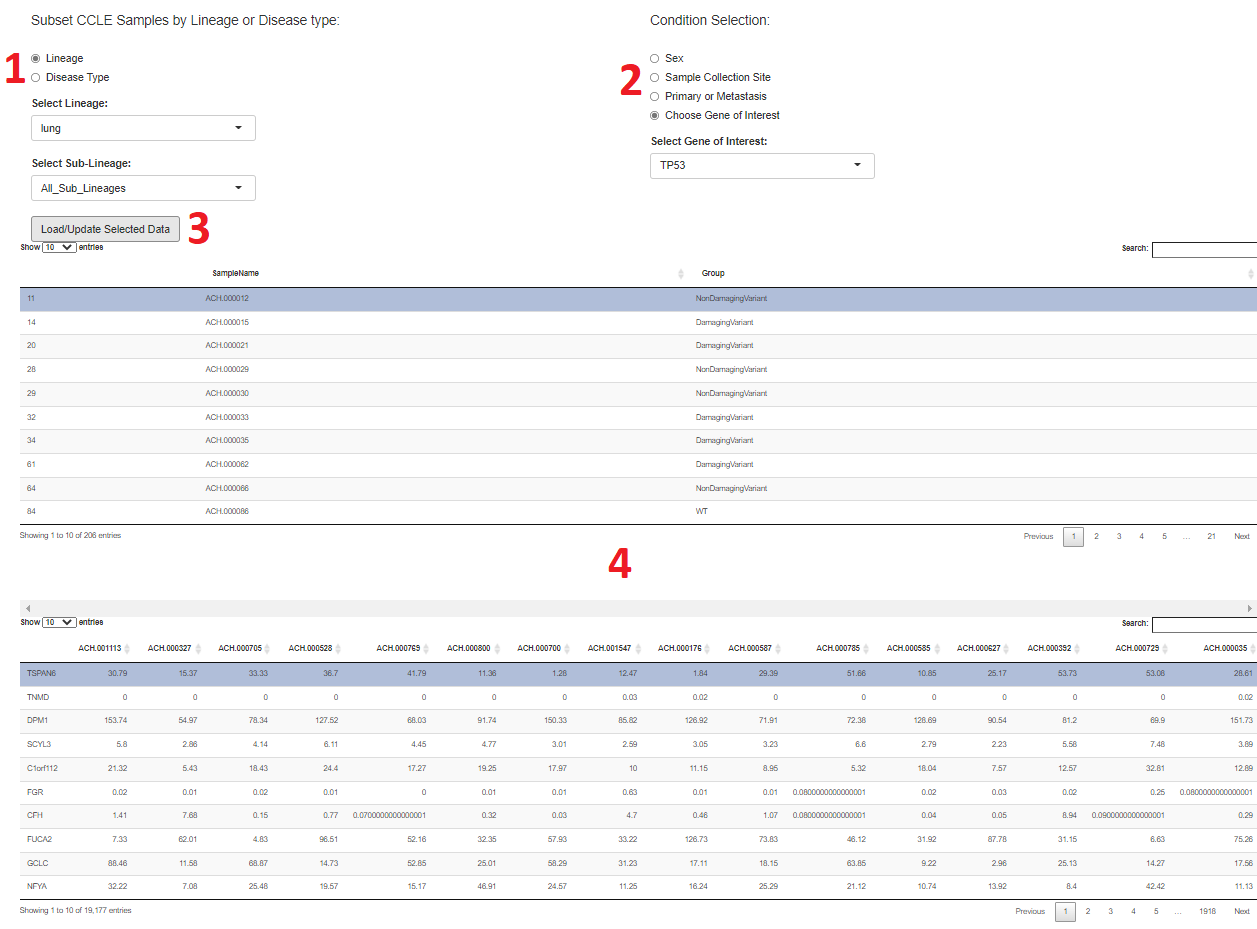 Subset CCLE Samples by Lineage or Disease type:
Condition Selection:
1
Lineage
Disease Type
Select Lineage:
lung
Select Sub-Lineage:
All_Sub_Lineages
2
Sex
Sample Collection Site
Primary or Metastasis
Choose Gene of Interest
Select Gene of Interest:
TP53
Load/Update Selected Data
3
Show 10 entries Search:
SampleName Group
11 ACH.000012 NonDamagingVariant
14 ACH.000015 DamagingVariant
20 ACH.000021 DamagingVariant
28 ACH.000029 NonDamagingVariant
29 ACH.000030 NonDamagingVariant
32 ACH.000033 DamagingVariant
34 ACH.000035 DamagingVariant
61 ACH.000062 DamagingVariant
64 ACH.000066 NonDamagingVariant
84 ACH.000086 WT
Showing 1 to 10 of 206 entries Previous 1 2 3 4 5 … 21 Next
4
Show 10 entries Search:
ACH.001113 ACH.000327 ACH.000705 ACH.000528 ACH.000769 ACH.000800 ACH.000700 ACH.001547 ACH.000176 ACH.000587 ACH.000785 ACH.000585 ACH.000627 ACH.000392 ACH.000729 ACH.000035
TSPAN6 30.79 15.37 33.33 36.7 41.79 11.36 1.28 12.47 1.84 29.39 51.66 10.85 25.17 53.73 53.08 28.61
TNMD 0 0 0 0 0 0 0 0.03 0.02 0 0 0 0 0 0 0.02
DPM1 153.74 54.97 78.34 127.52 68.03 91.74 150.33 85.82 126.92 71.91 72.38 128.69 90.54 81.2 69.9 151.73
SCYL3 5.8 2.86 4.14 6.11 4.45 4.77 3.01 2.59 3.05 3.23 6.6 2.79 2.23 5.58 7.48 3.89
C1orf112 21.32 5.43 18.43 24.4 17.27 19.25 17.97 10 11.15 8.95 5.32 18.04 7.57 12.57 32.81 12.89
FGR 0.02 0.01 0.02 0.01 0 0.01 0.01 0.63 0.01 0.01 0.0800000000000001 0.02 0.03 0.02 0.25 0.0800000000000001
CFH 1.41 7.68 0.15 0.77 0.0700000000000001 0.32 0.03 4.7 0.46 1.07 0.0800000000000001 0.04 0.05 8.94 0.0900000000000001 0.29
FUCA2 7.33 62.01 4.83 96.51 52.16 32.35 57.93 33.22 126.73 73.83 46.12 31.92 87.78 31.15 6.63 75.26
GCLC 88.46 11.58 68.87 14.73 52.85 25.01 58.29 31.23 17.11 18.15 63.85 9.22 2.96 25.13 14.27 17.56
NFYA 32.22 7.08 25.48 19.57 15.17 46.91 24.57 11.25 16.24 25.29 21.12 10.74 13.92 8.4 42.42 11.13
Showing 1 to 10 of 19,177 entries Previous 1 2 3 4 5 … 1918 Next